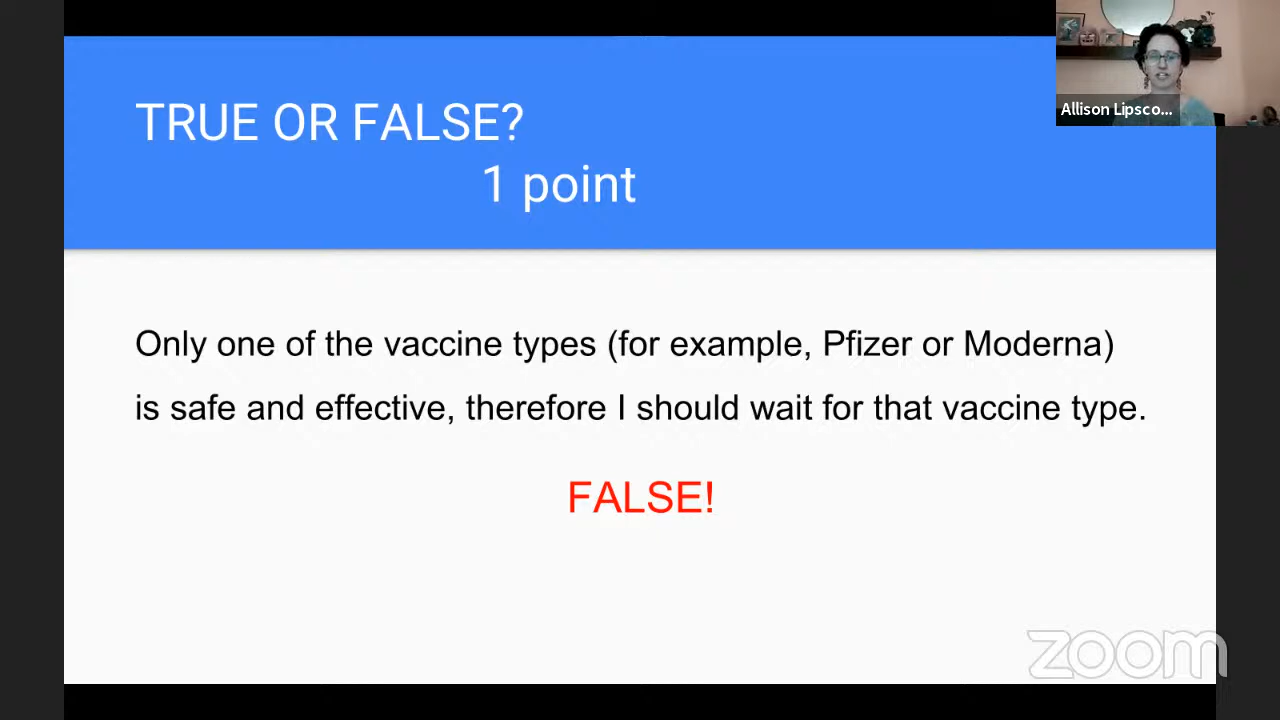 TRUE OR FALSE?
1 point
Allison Lipsco...
Only one of the vaccine types (for example, Pfizer or Moderna)
is safe and effective, therefore I should wait for that vaccine type.
FALSE!
zoom